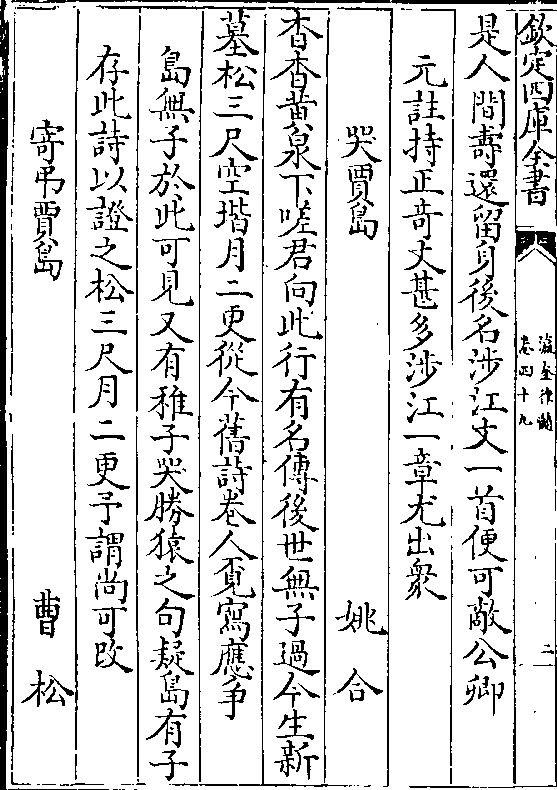 欽定四庫全書
瀛奎律髓
卷四十九
二
是人間壽還留身後名涉江文一首便可敵公卿
元註持正竒文甚多涉江一章尤出衆
哭賈島
姚合
杳杳黄泉下嗟君向此行有名傳後世無子過今生新
墓松三尺空堦月二更從今舊詩巻人覓寫應爭
島無子於此可見又有稚子哭勝猿之句疑島有子
存此詩以證之松三尺月二更予謂尚可改
寄弔賈島
曹松